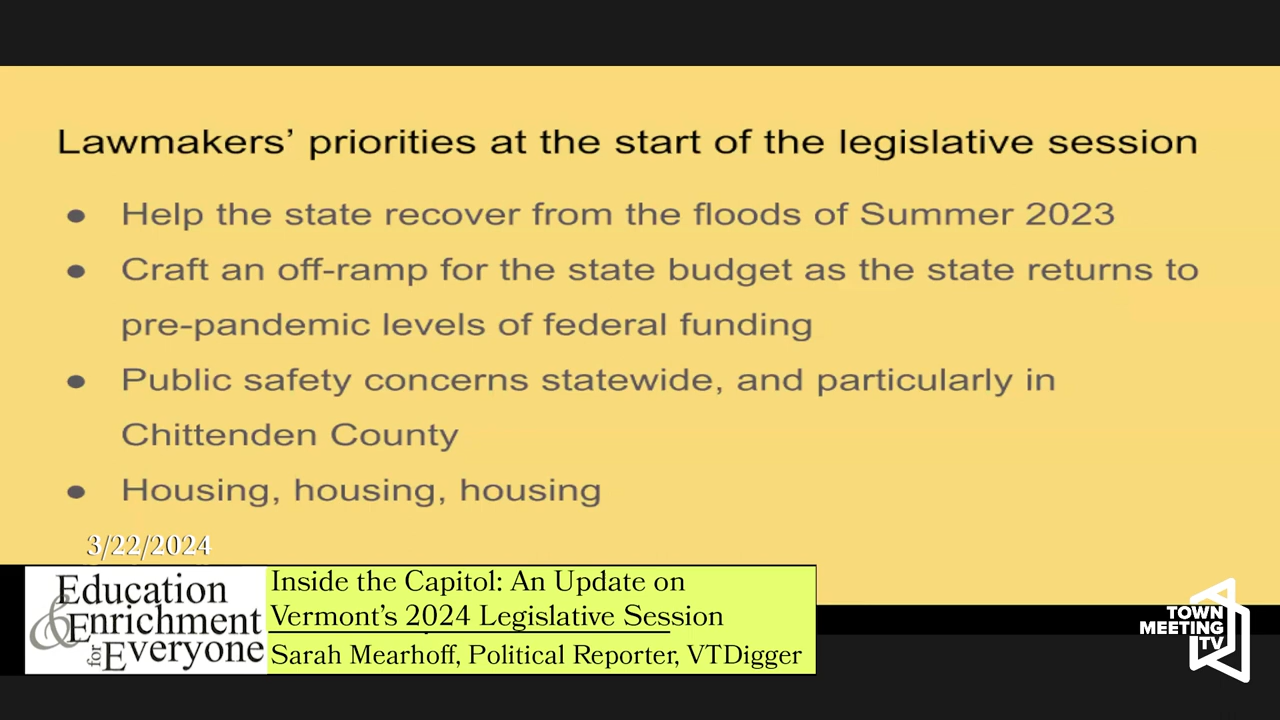 Lawmakers’ priorities at the start of the legislative session
● Help the state recover from the floods of Summer 2023
● Craft an off-ramp for the state budget as the state returns to
pre-pandemic levels of federal funding
● Public safety concerns statewide, and particularly in
Chittenden County
● Housing, housing, housing
3/22/2024
Education
& Enrichment
for Everyone
Inside the Capitol: An Update on
Vermont’s 2024 Legislative Session
Sarah Mearhoff, Political Reporter, VTDigger
TOWN
MEETING
TV